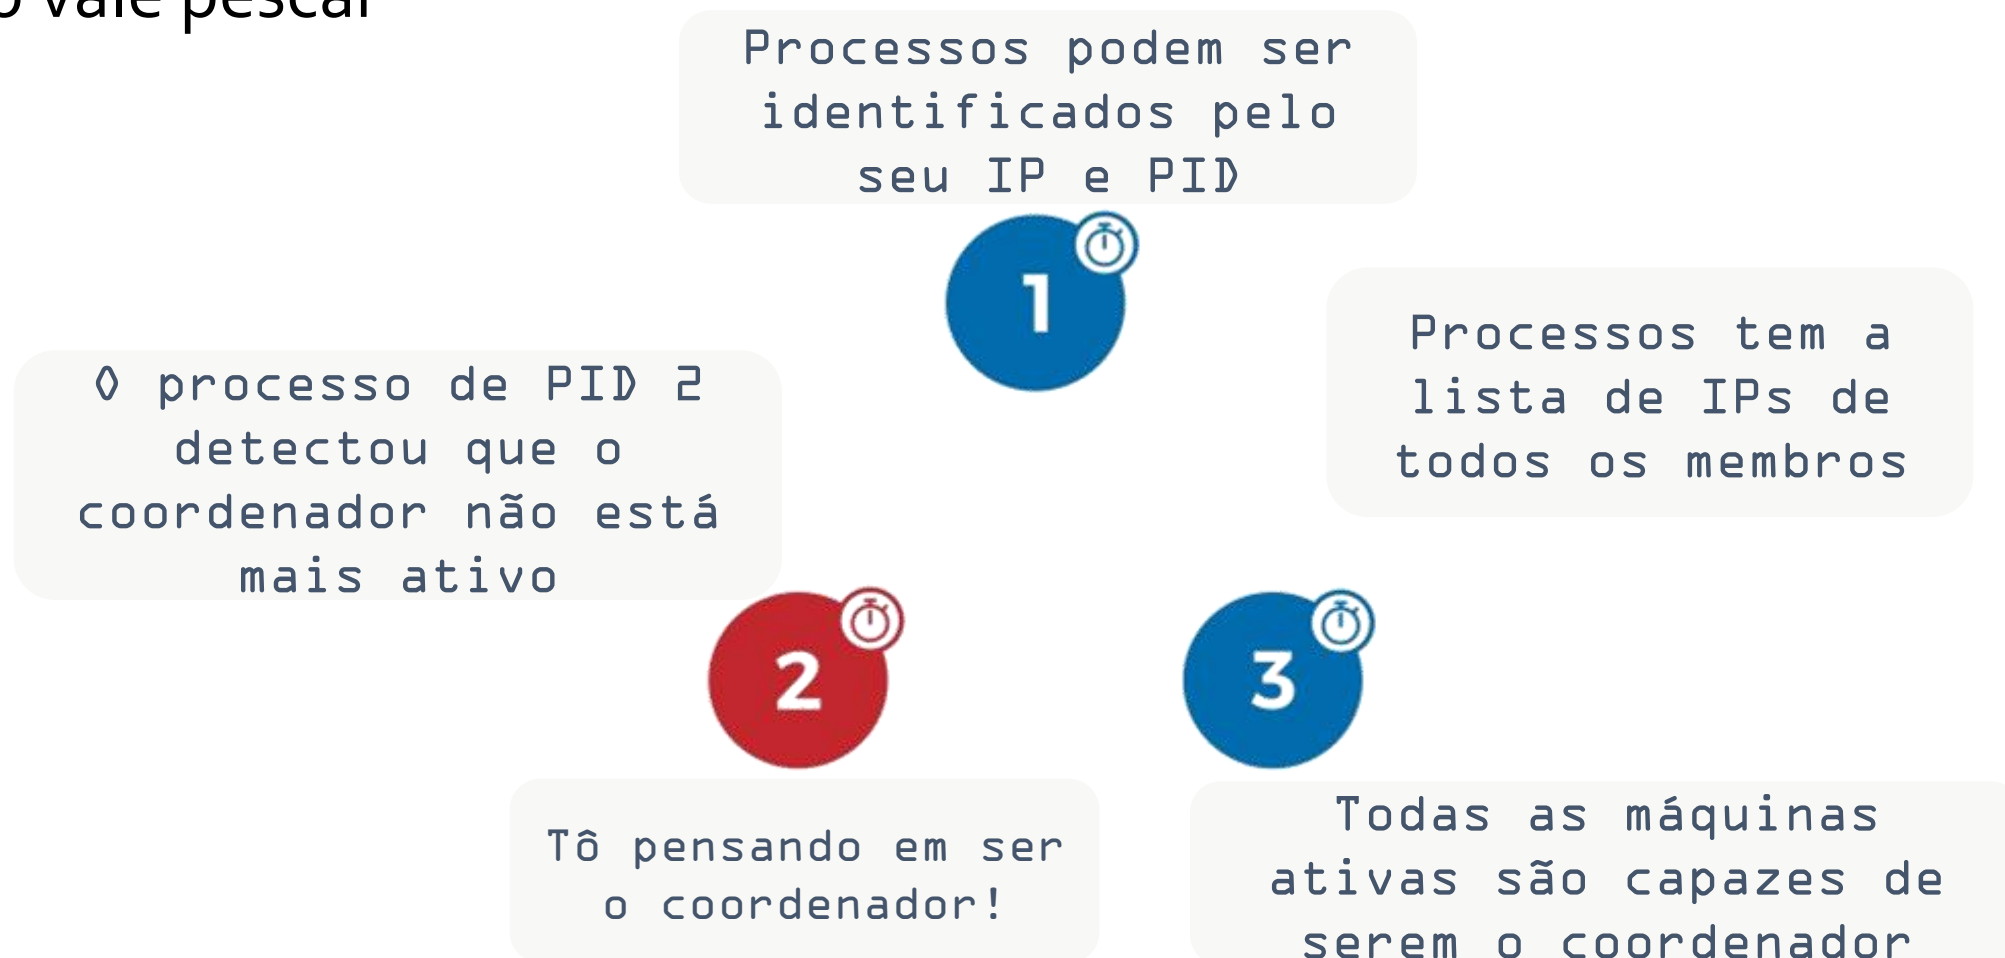 o vale pescar
Processos podem ser
identificados pelo
seu IP e PID
1
Processos tem a
lista de IPs de
todos os membros
O processo de PID 2
detectou que o
coordenador não está
mais ativo
2
3
Tô pensando em ser
o coordenador!
Todas as máquinas
ativas são capazes de
serem o coordenador